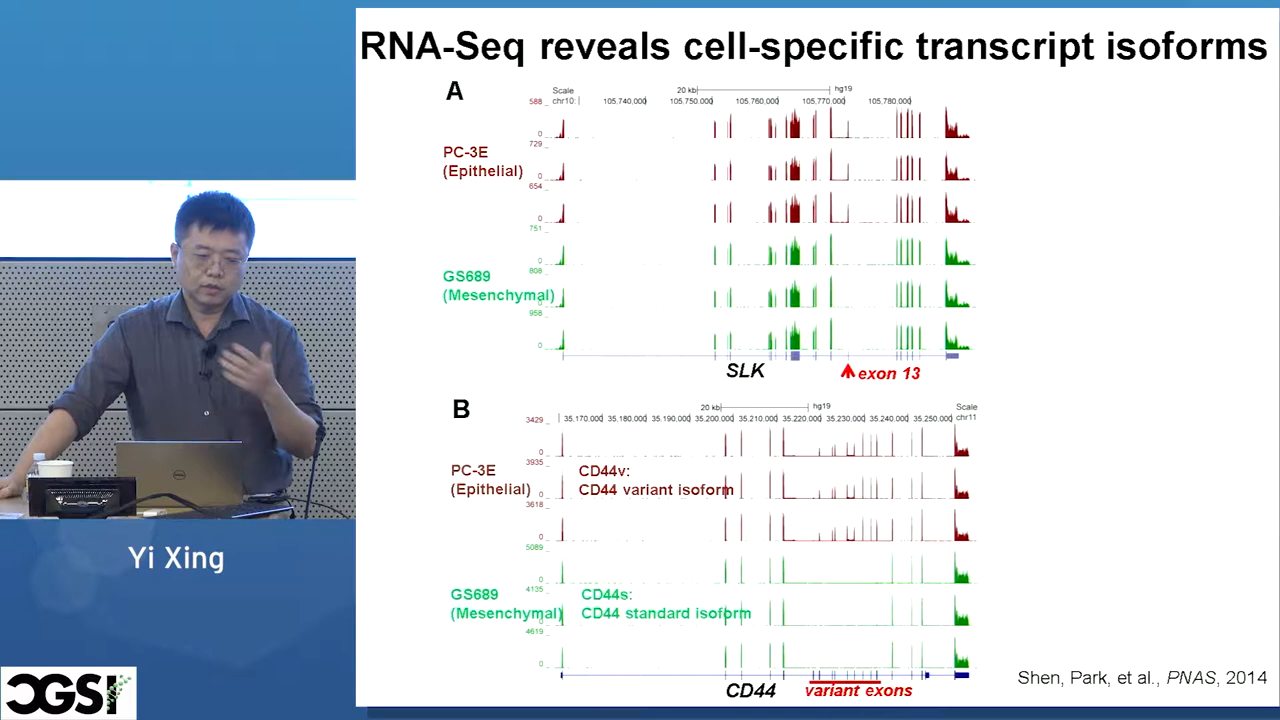 RNA-Seq reveals cell-specific transcript isoforms
A
Scale
chr10:
20 kb
hg19
105,740,000
105,750,000
105,760,000
105,770,000
105,780,000
588
0
729
PC-3E
(Epithelial)
0
654
0
751
0
808
GS689
(Mesenchymal)
0
958
0
SLK
exon 13
B
20 kb
hg19
Scale
chr11
35,170,000
35,180,000
35,190,000
35,200,000
35,210,000
35,220,000
35,230,000
35,240,000
35,250,000
3429
0
3935
PC-3E
(Epithelial)
CD44v:
CD44 variant isoform
0
3618
0
5089
0
4135
GS689
(Mesenchymal)
CD44s:
CD44 standard isoform
0
4619
0
CD44
variant exons
Shen, Park, et al., PNAS, 2014
Yi Xing
CGSI